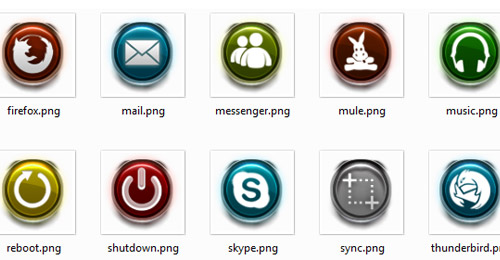 firefox.png
mail.png
messenger.png
mule.png
music.png
reboot.png
shutdown.png
skype.png
sync.png
thunderbird.pn